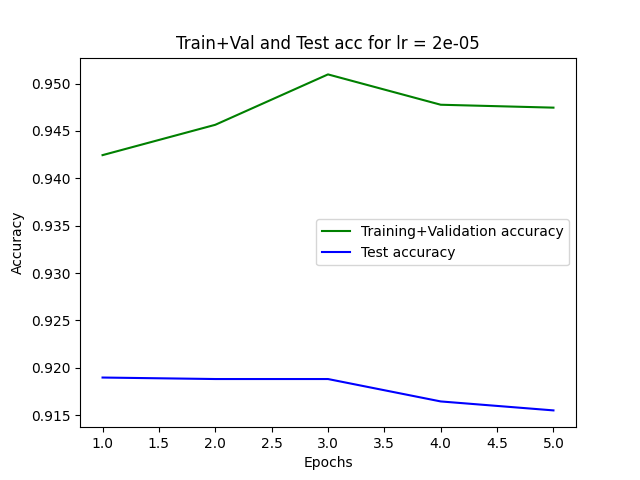 Train+Val and Test acc for lr = 2e-05
0.950
0.945
0.940
0.935
0.930
0.925
0.920
0.915
Accuracy
Training+Validation accuracy
Test accuracy
1.0 1.5 2.0 2.5 3.0 3.5 4.0 4.5 5.0
Epochs